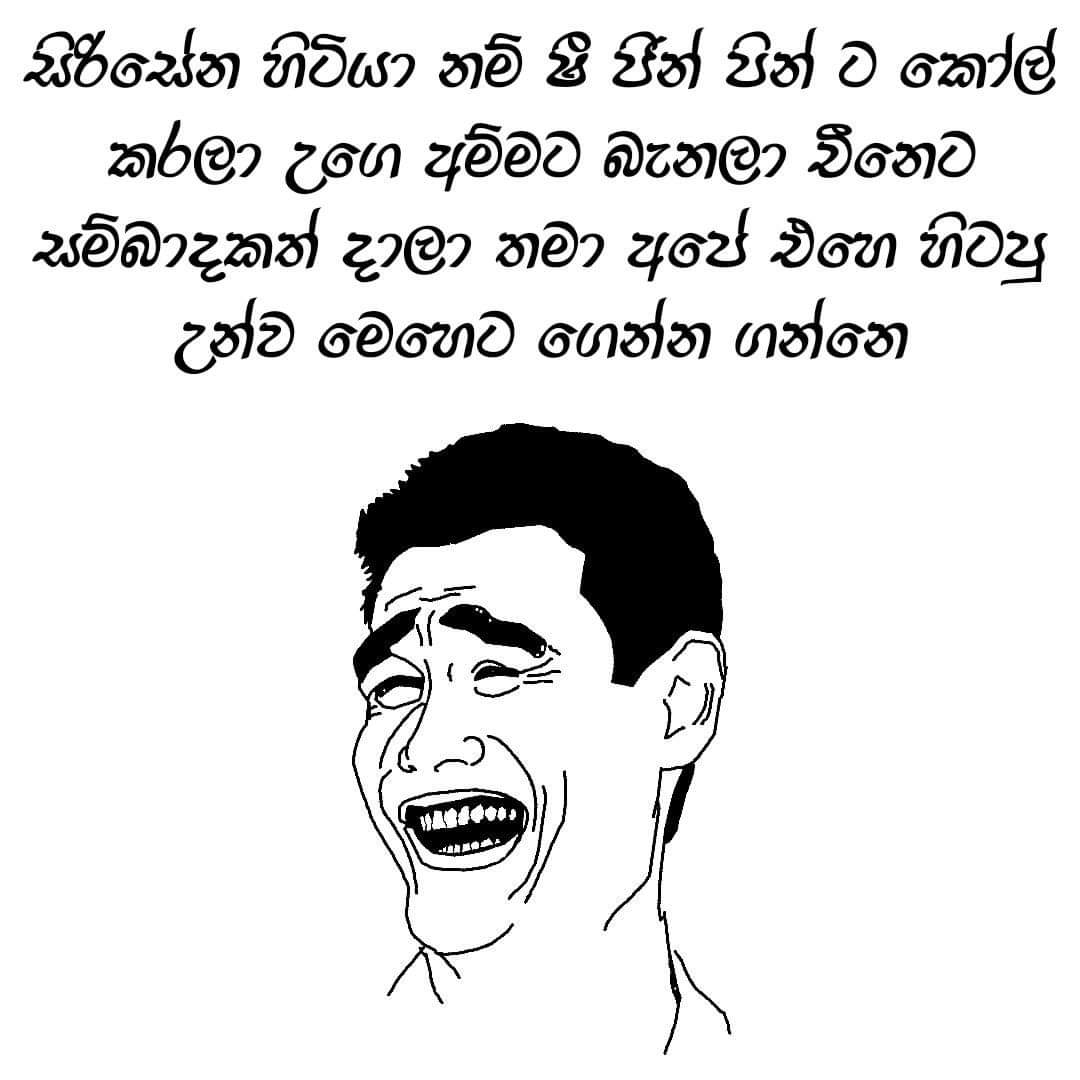 සිරිසේන හිටියා නම් ෂී ජින් පින් ට කෝල්
කරලා උගෙ අම්මට බැනලා චීනෙට
සම්බාදකත් දාලා තමා අපේ එහෙ හිටපු
උන්ව මෙහෙට ගෙන්න ගන්නෙ